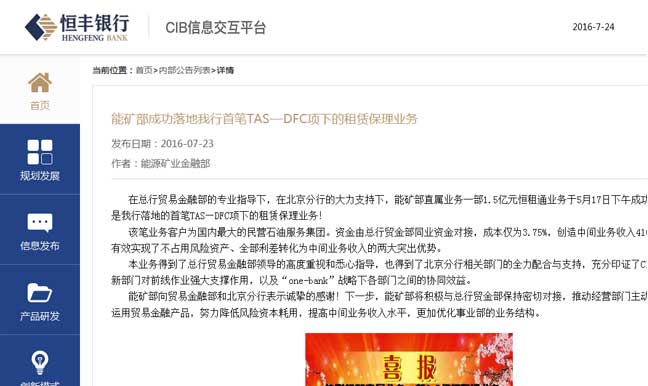 恒丰银行
HENGFENG BANK
CIB信息交互平台
2016-7-24
当前位置：首页>内部公告列表>详情
首页
规划发展
信息发布
产品研发
创新模式
能矿部成功落地我行首笔TAS—DFC项下的租赁保理业务
发布日期：2016-07-23
作者：能源矿业金融部
在总行贸易金融部的专业指导下，在北京分行的大力支持下，能矿部直属业务一部1.5亿元恒租通业务于5月17日下午成功
是我行落地的首笔TAS—DFC项下的租赁保理业务！
该笔业务客户为国内最大的民营石油服务集团。资金由总行贸金部同业资金对接，成本仅为3.75%，创造中间业务收入41
有效实现了不占用风险资产、全部利差转化为中间业务收入的两大突出优势。
本业务得到了总行贸易金融部领导的高度重视和悉心指导，也得到了北京分行相关部门的全力配合与支持，充分印证了C
新部门对前线作业强大支撑作用，以及“one-bank”战略下各部门之间的协同效益。
能矿部向贸易金融部和北京分行表示诚挚的感谢！下一步，能矿部将积极与总行贸金部保持密切对接，推动经营部门主动
运用贸易金融产品，努力降低风险资本耗用，提高中间业务收入水平，更加优化事业部的业务结构。
喜报